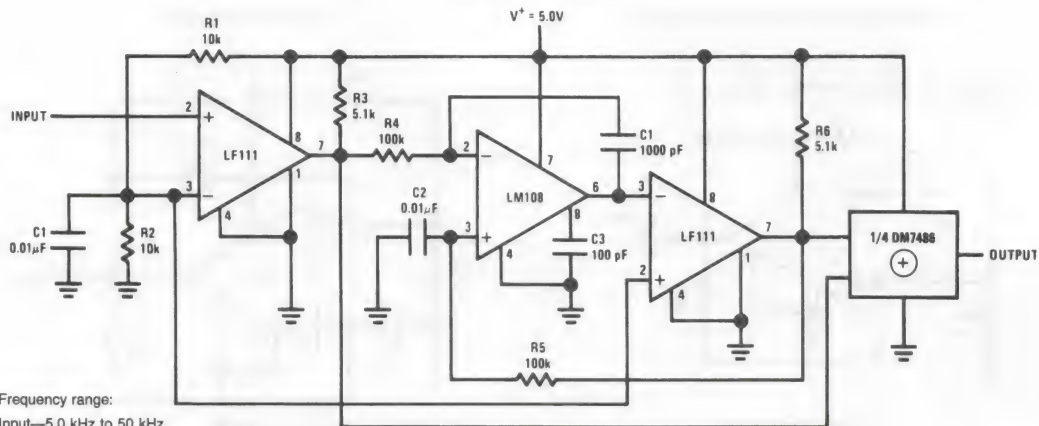 V⁺ = 5.0V
R1
10k
INPUT
2
+
LF111
8
7
1
3
−
4
C1
0.01μF
R2
10k
R3
5.1k
R4
100k
2
−
LM108
7
6
8
3
+
4
C2
0.01μF
C3
100 pF
C1
1000 pF
3
−
LF111
8
7
1
2
+
4
R5
100k
R6
5.1k
1/4 DM7486
+
OUTPUT
Frequency range:
Input—5.0 kHz to 50 kHz